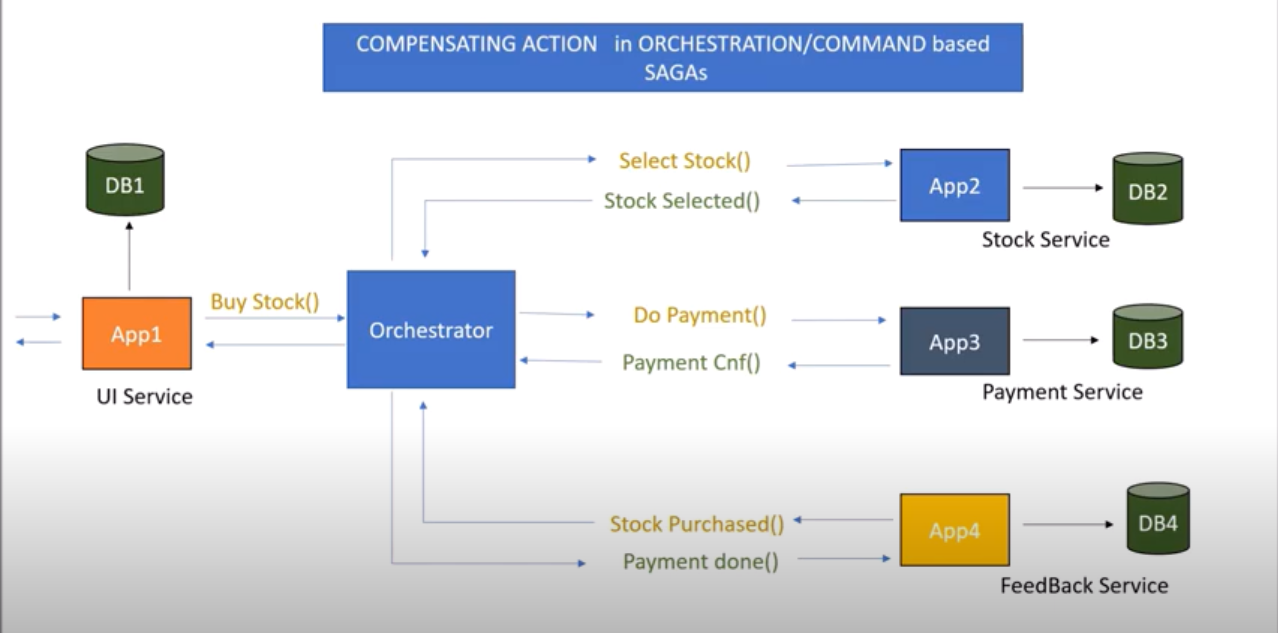 COMPENSATING ACTION in ORCHESTRATION/COMMAND based
SAGAs
DB1
Select Stock()
App2
DB2
Stock Selected()
Stock Service
Buy Stock()
App1
Orchestrator
Do Payment()
App3
DB3
Payment Cnf()
UI Service
Payment Service
Stock Purchased()
App4
DB4
Payment done()
FeedBack Service